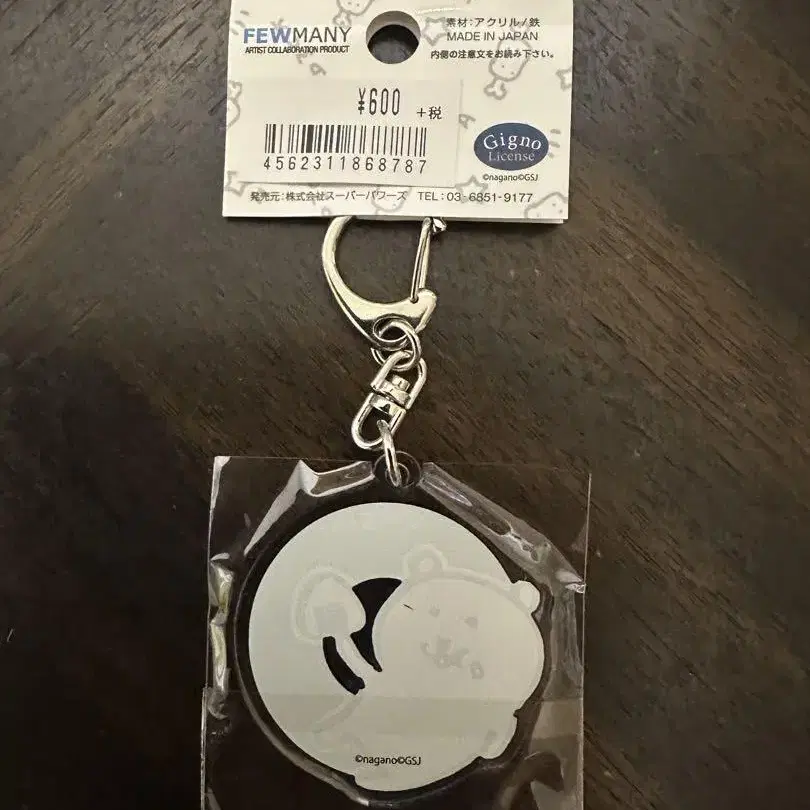 FEWMANY
ARTIST COLLABORATION PRODUCT
素材:アクリル/鉄
MADE IN JAPAN
内側の注意文をお読み下さい。
¥600 +税
4562311868787
Gigno
License
©nagano©GSJ
発売元:株式会社スーパーパワーズ TEL:03-6851-9177
©nagano©GSJ